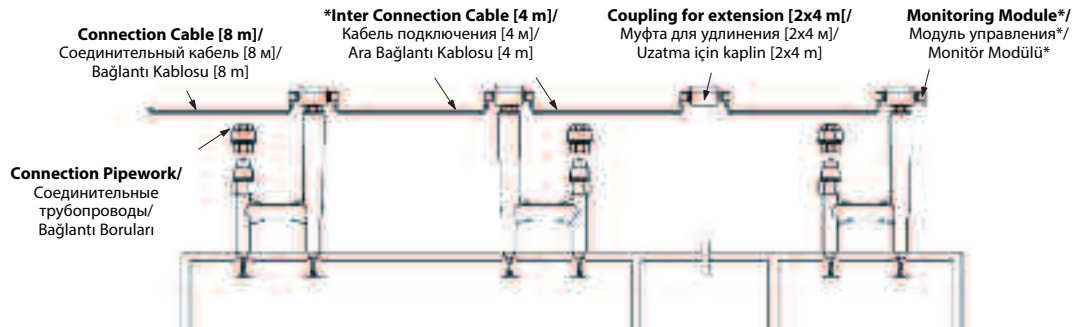 Connection Cable [8 m]/
Соединительный кабель [8 м]/
Bağlantı Kablosu [8 m]
*Inter Connection Cable [4 m]/
Кабель подключения [4 м]/
Ara Bağlantı Kablosu [4 m]
Coupling for extension [2x4 m[/
Муфта для удлинения [2x4 м]/
Uzatma için kaplin [2x4 m]
Monitoring Module*/
Модуль управления*/
Monitör Modülü*
Connection Pipework/
Соединительные
трубопроводы/
Bağlantı Boruları